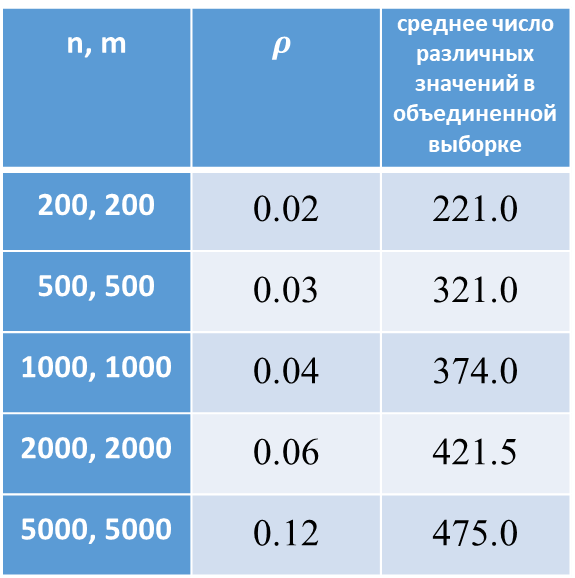 n, m ρ среднее число
различных
значений в
объединенной
выборке
200, 200 0.02 221.0
500, 500 0.03 321.0
1000, 1000 0.04 374.0
2000, 2000 0.06 421.5
5000, 5000 0.12 475.0